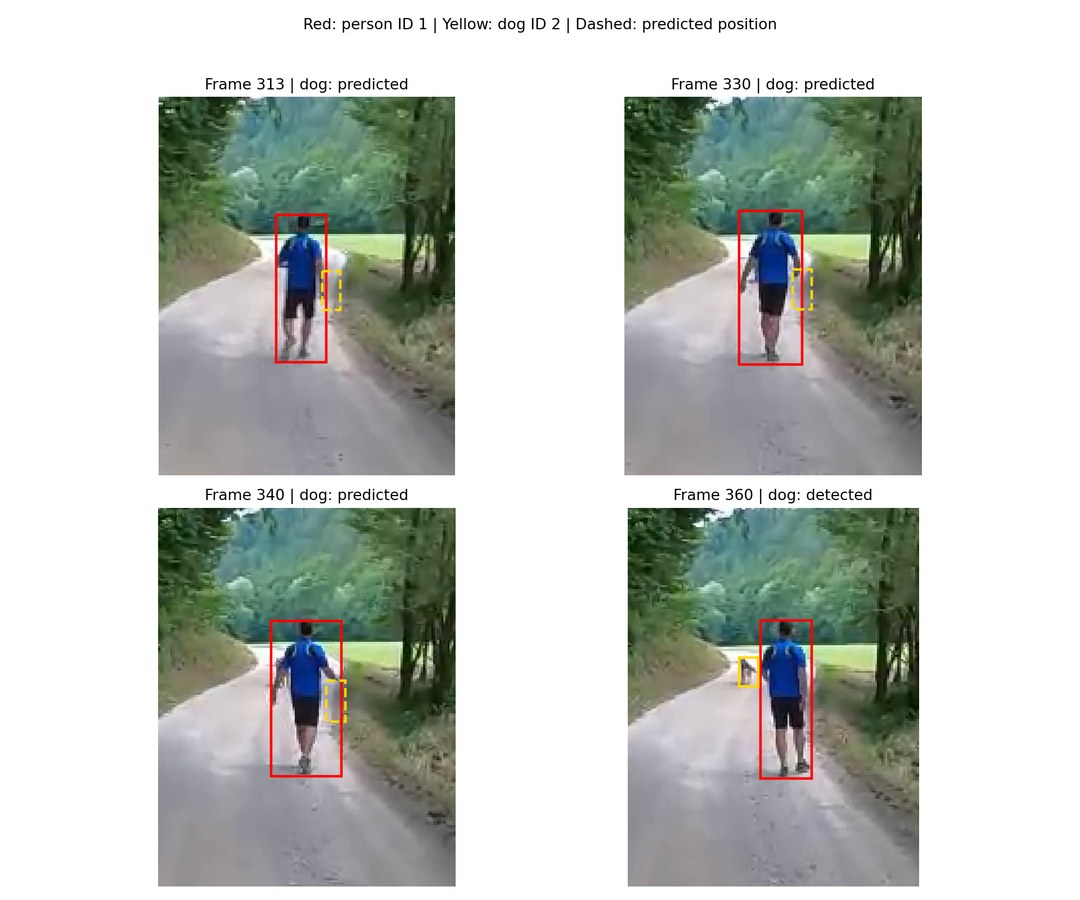 Red: person ID 1 | Yellow: dog ID 2 | Dashed: predicted position
Frame 313 | dog: predicted
Frame 330 | dog: predicted
Frame 340 | dog: predicted
Frame 360 | dog: detected